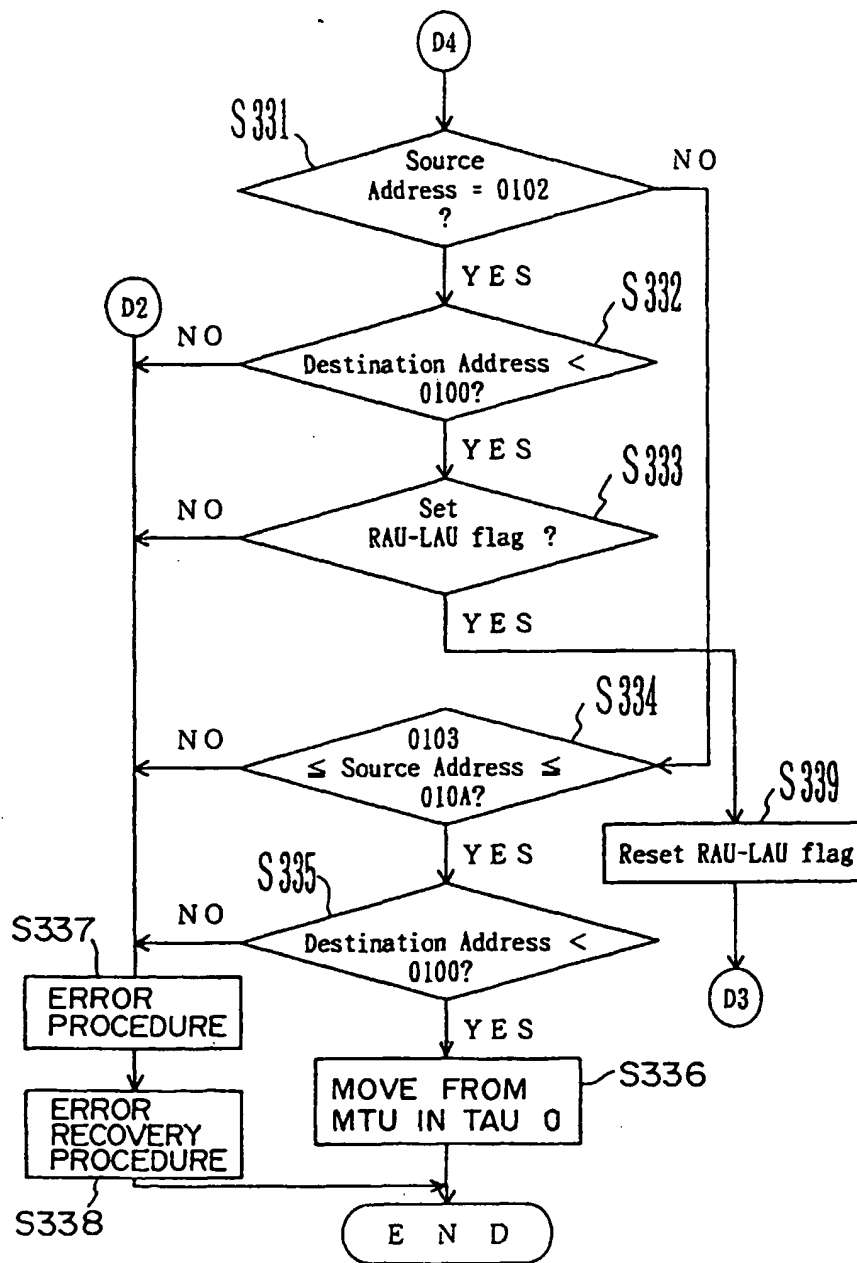 D4
S331
Source
Address = 0102
?
NO
YES
D2
S332
NO
Destination Address <
0100?
YES
S333
NO
Set
RAU-LAU flag ?
YES
S334
NO
0103
≦ Source Address ≦
010A?
S339
Reset RAU-LAU flag
YES
S335
NO
Destination Address <
0100?
S337
ERROR
PROCEDURE
D3
YES
S336
MOVE FROM
MTU IN TAU 0
ERROR
RECOVERY
PROCEDURE
S338
E N D